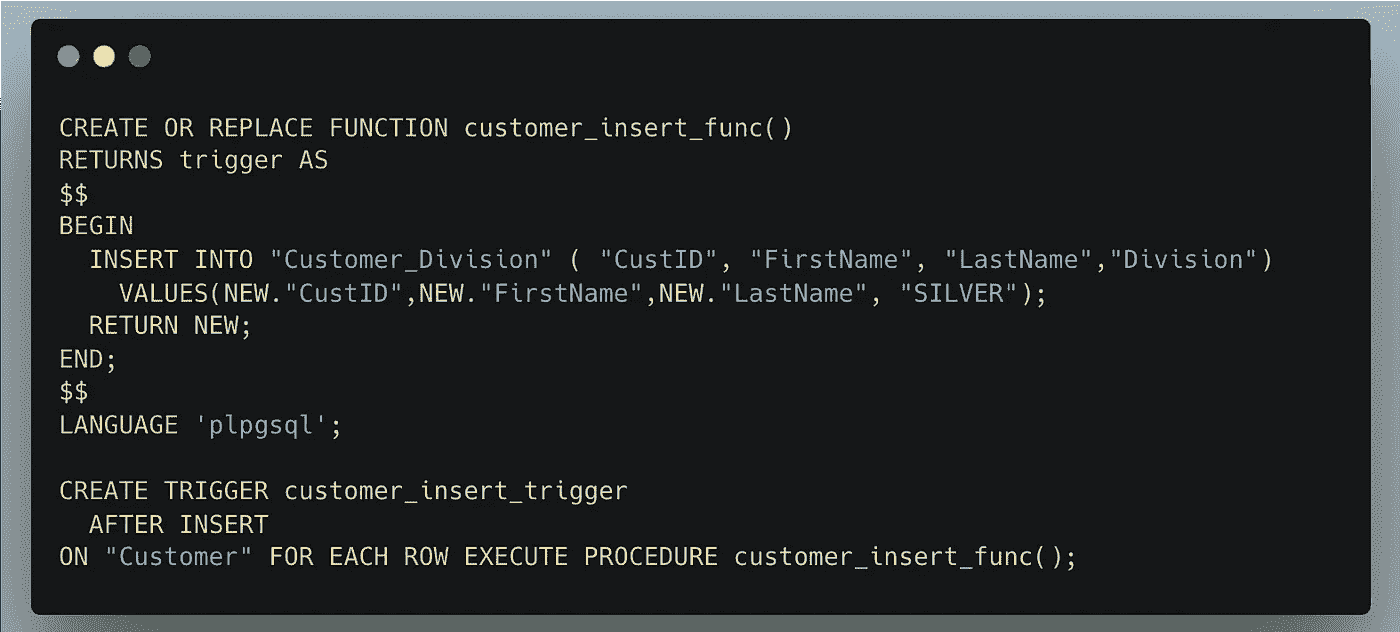 CREATE OR REPLACE FUNCTION customer_insert_func()
RETURNS trigger AS
$$
BEGIN
  INSERT INTO "Customer_Division" ( "CustID", "FirstName", "LastName","Division")
    VALUES(NEW."CustID",NEW."FirstName",NEW."LastName", "SILVER");
  RETURN NEW;
END;
$$
LANGUAGE 'plpgsql';

CREATE TRIGGER customer_insert_trigger
  AFTER INSERT
ON "Customer" FOR EACH ROW EXECUTE PROCEDURE customer_insert_func();